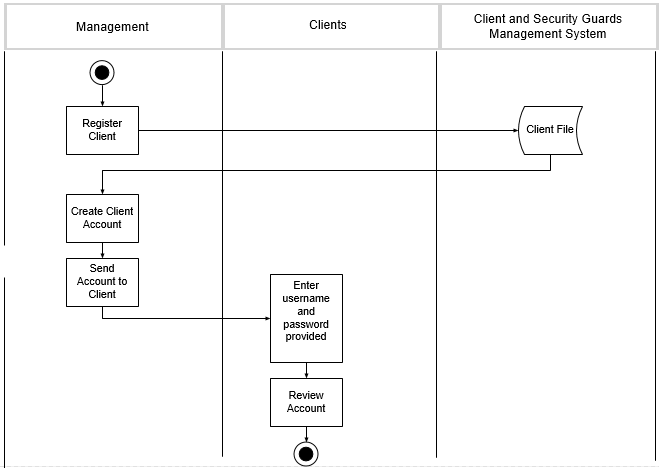 Management
Clients
Client and Security Guards
Management System
Register
Client
Client File
Create Client
Account
Send
Account to
Client
Enter
username
and
password
provided
Review
Account